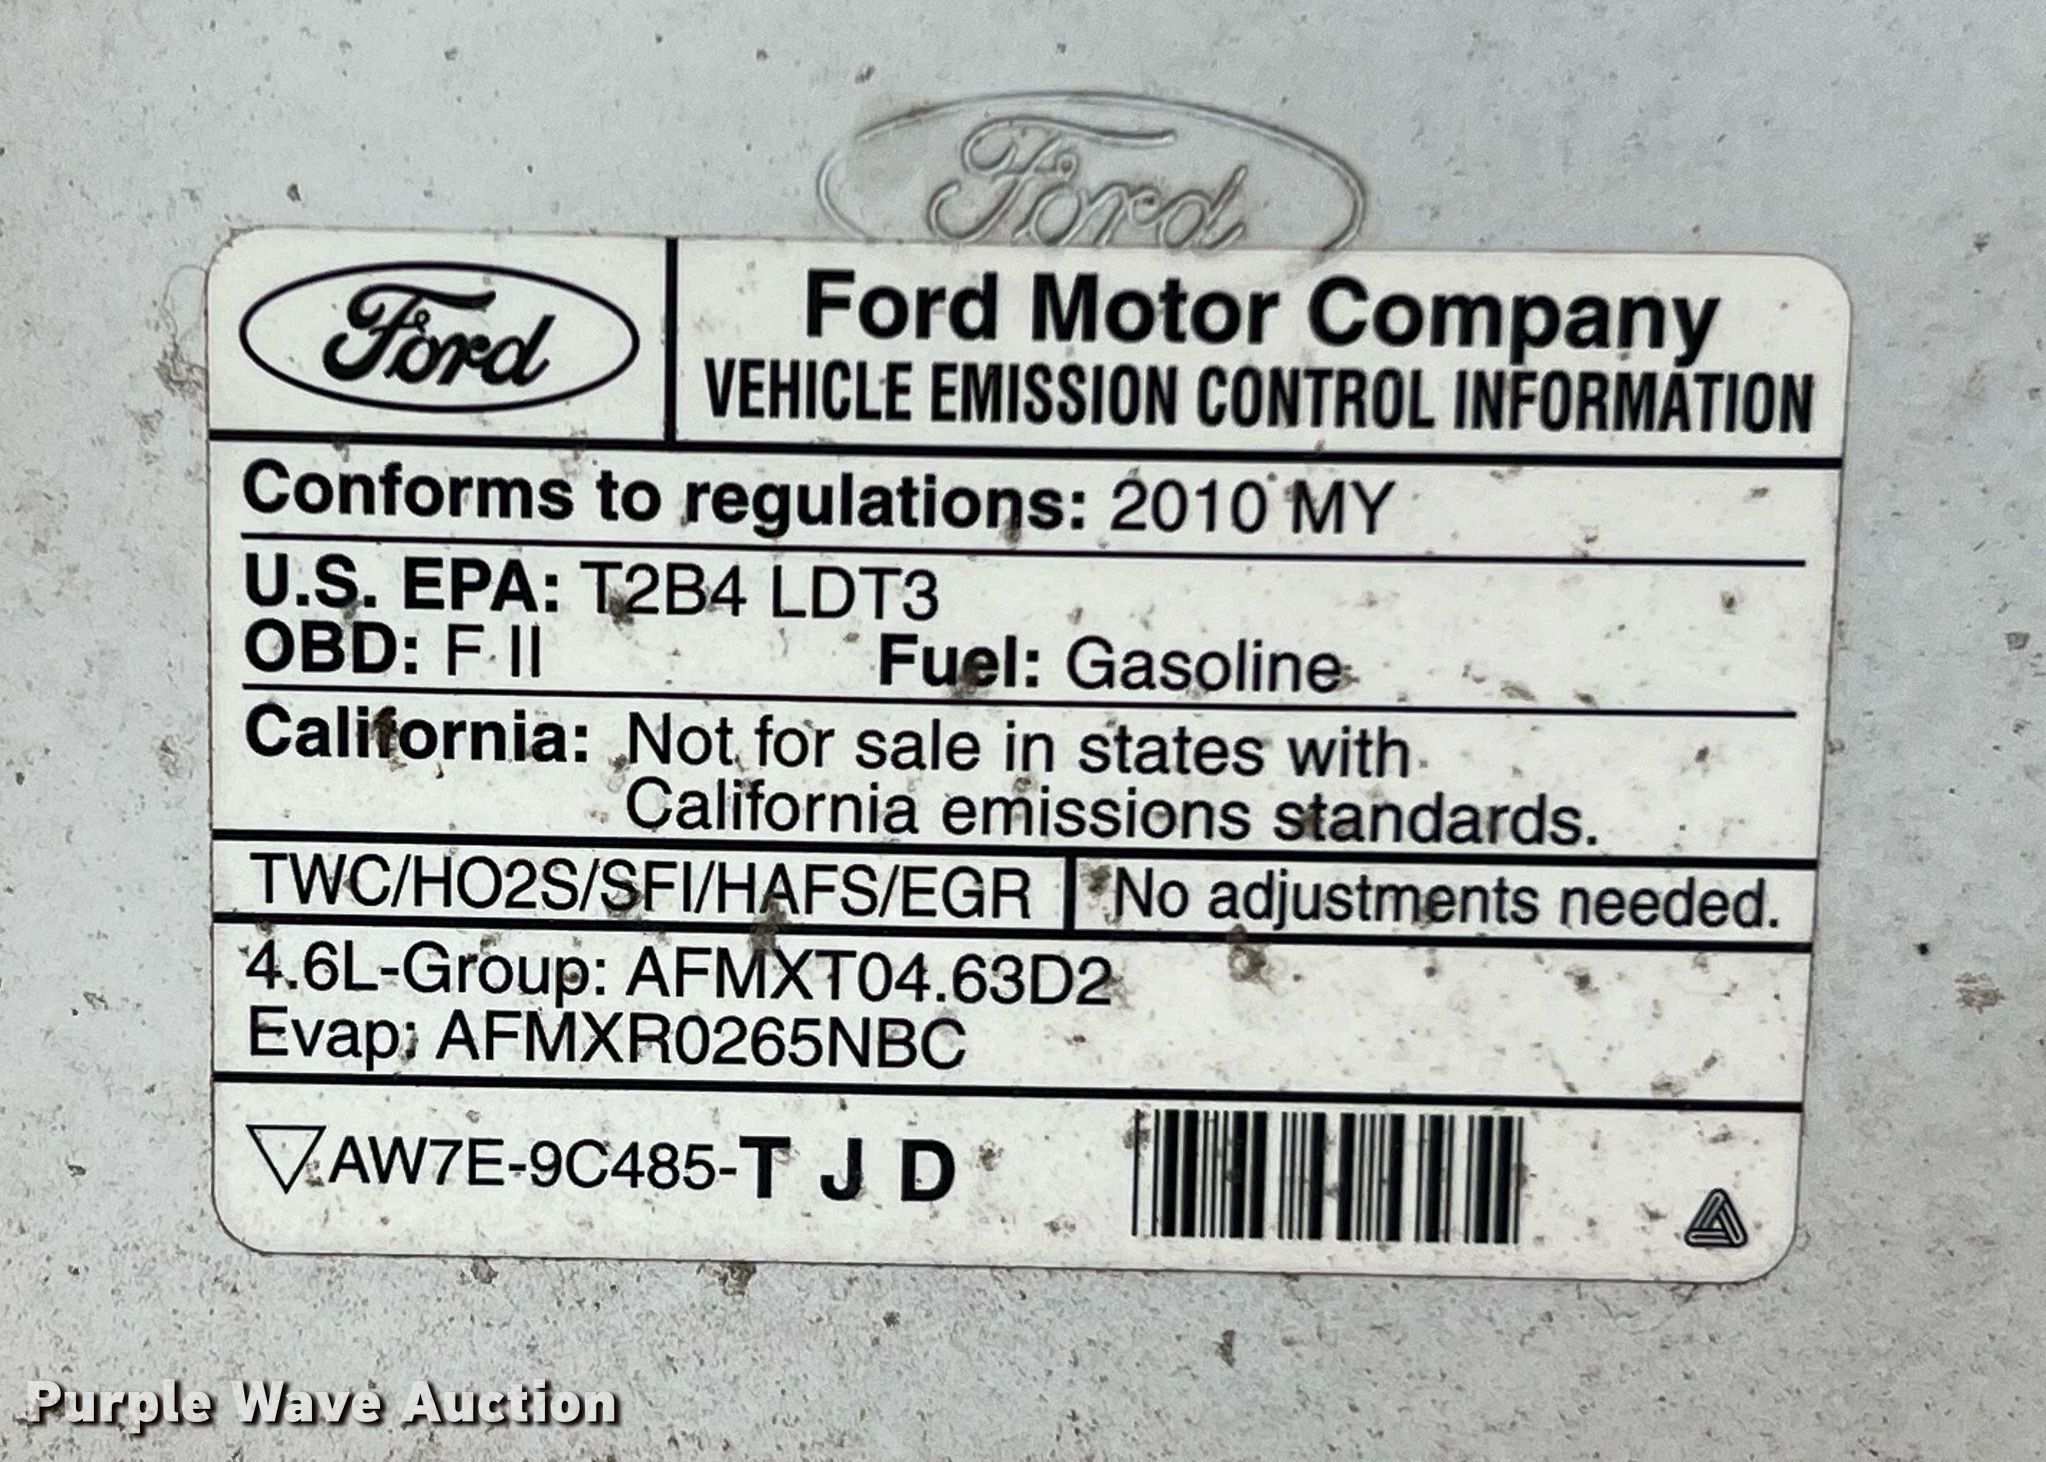 Ford
Ford
Ford Motor Company
VEHICLE EMISSION CONTROL INFORMATION
Conforms to regulations: 2010 MY
U.S. EPA: T2B4 LDT3
OBD: F II Fuel: Gasoline
California: Not for sale in states with
California emissions standards.
TWC/HO2S/SFI/HAFS/EGR No adjustments needed.
4.6L-Group: AFMXT04.63D2
Evap: AFMXR0265NBC
AW7E-9C485-T J D
Purple Wave Auction